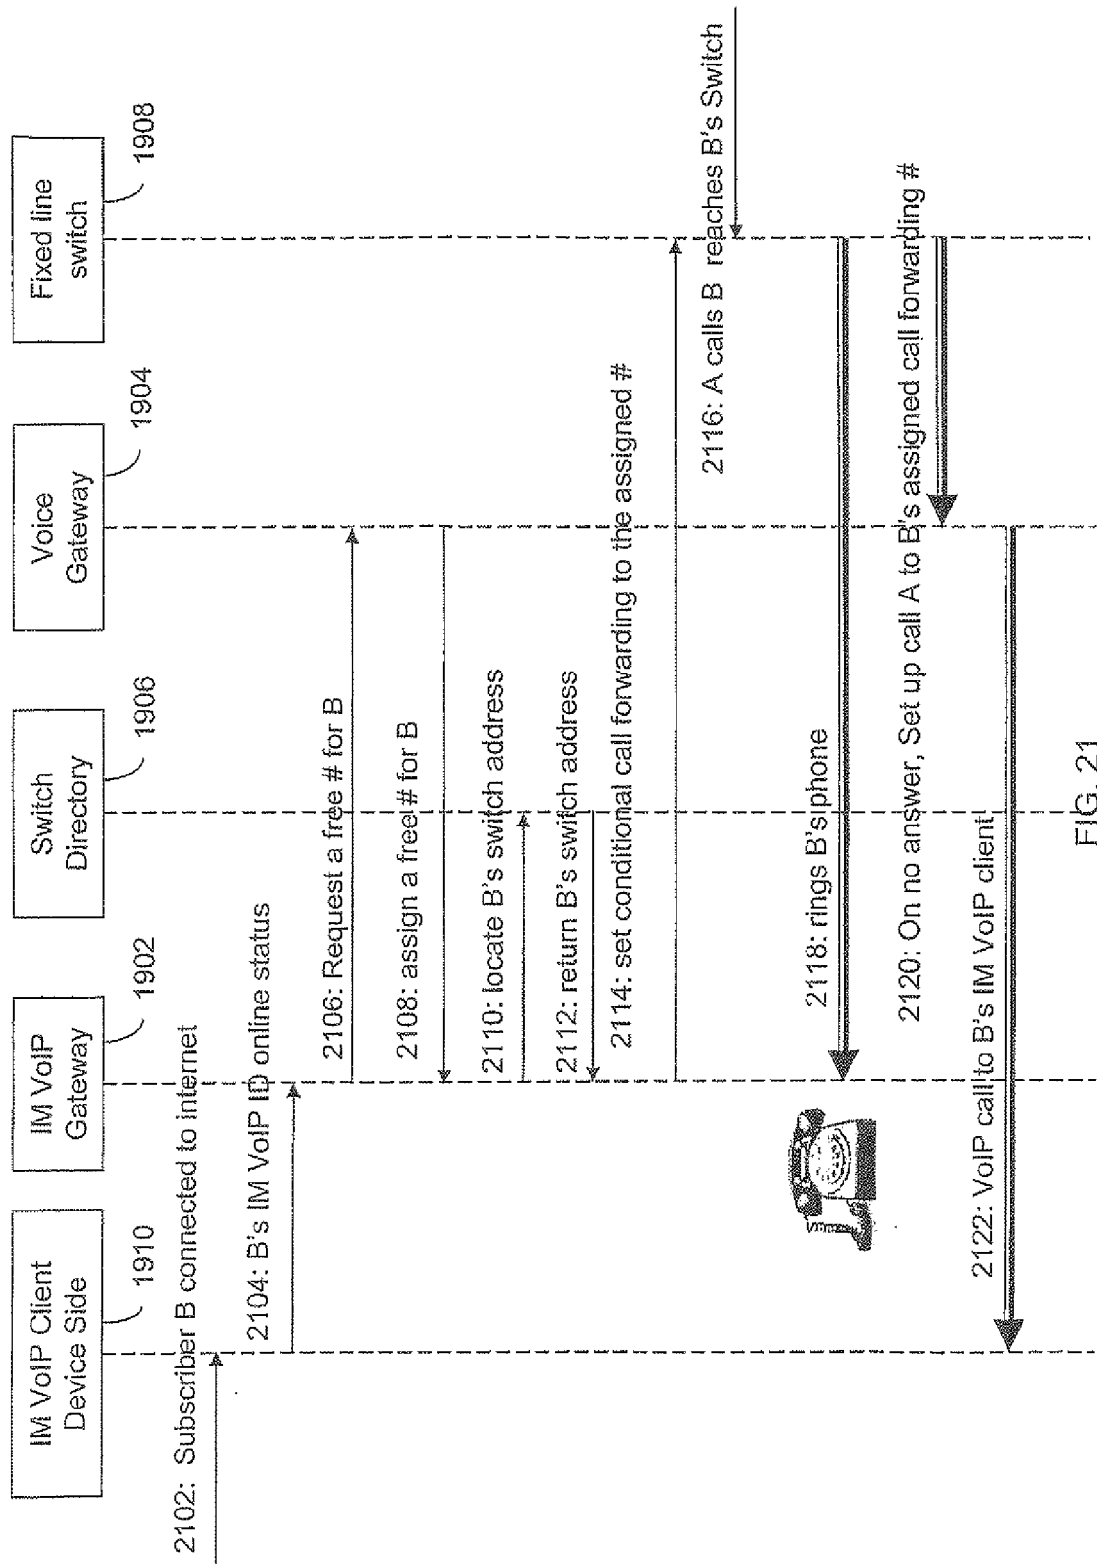 IM VoIP Client
Device Side
1910
IM VoIP
Gateway
1902
Switch
Directory
1906
Voice
Gateway
1904
Fixed line
switch
1908
2102: Subscriber B connected to internet
2104: B's IM VoIP ID online status
2106: Request a free # for B
2108: assign a free # for B
2110: locate B's switch address
2112: return B's switch address
2114: set conditional call forwarding to the assigned #
2116: A calls B reaches B's Switch
2118: rings B's phone
2120: On no answer, Set up call A to B's assigned call forwarding #
2122: VoIP call to B's IM VoIP client
FIG. 21